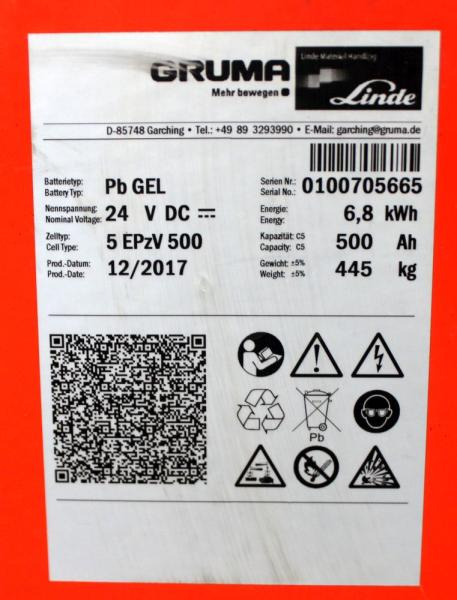 GRUMA
Mehr bewegen
Linde Material Handling
Linde
D-85748 Garching • Tel.: +49 89 3293990 • E-Mail: garching@gruma.de
Batterietyp:
Battery Typ:
Pb GEL
Serien Nr.:
Serial No.:
0100705665
Nennspannung:
Nominal Voltage:
24 V DC
Energie:
Energy:
6,8 kWh
Zelltyp:
Cell Type:
5 EPzV 500
Kapazität: C5
Capacity: C5
500 Ah
Prod.-Datum:
Prod.-Date:
12/2017
Gewicht: ±5%
Weight: ±5%
445 kg
Pb